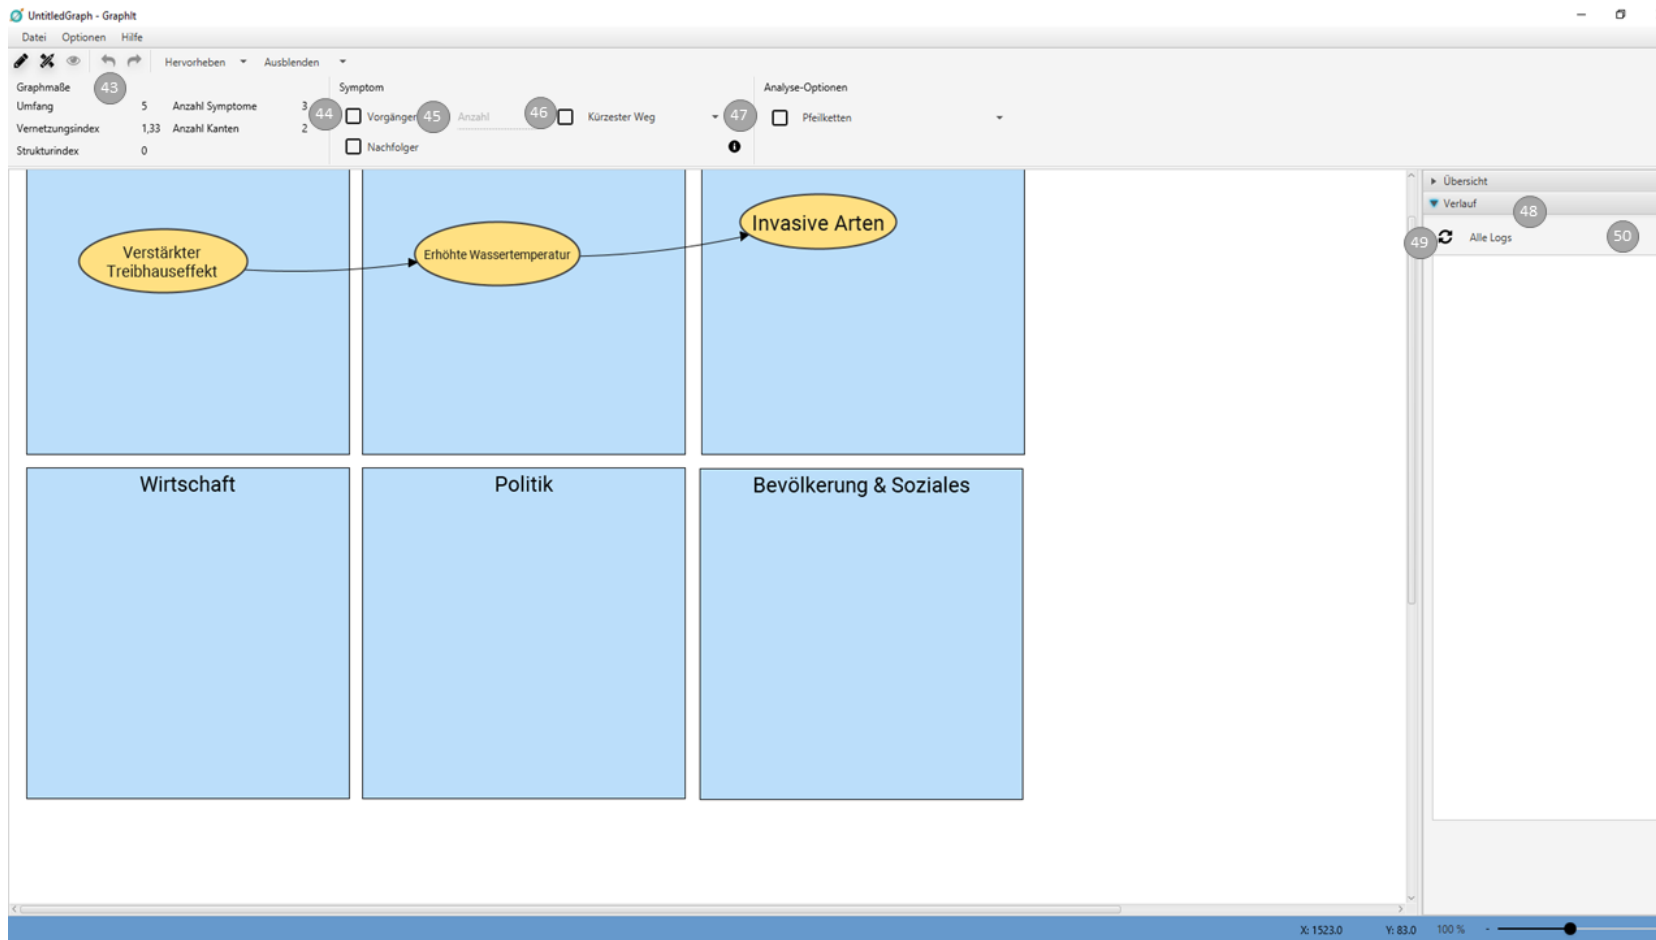 UntitledGraph - GraphIt
Datei Optionen Hilfe
Hervorheben Ausblenden
Graphmaße 43 Symptom Analyse-Optionen
Umfang 5 Anzahl Symptome 3
44 Vorgänger 45 Anzahl 46 Kürzester Weg 47 Pfeilketten
Vernetzungsindex 1,33 Anzahl Kanten 2
Strukturindex 0 Nachfolger
Übersicht
Verlauf 48
49 Alle Logs 50
Verstärkter
Treibhauseffekt
Erhöhte Wassertemperatur
Invasive Arten
Wirtschaft Politik Bevölkerung & Soziales
X: 1523.0 Y: 83.0 100 % -